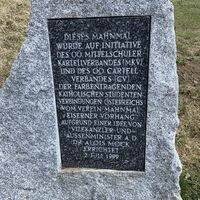 DIESES MAHNMAL
WURDE AUF INITIATIVE
DES OÖ. MITTELSCHÜLER
KARTELLVERBANDES (MKV)
UND DES OÖ. CARTELL
VERBANDES (CV)
DER FARBENTRAGENDEN
KATHOLISCHEN STUDENTEN
VERBINDUNGEN ÖSTERREICHS
VOM VEREIN MAHNMAL
EISERNER VORHANG
AUFGRUND EINER IDEE VON
VIZEKANZLER UND
AUSSENMINISTER A.D.
DR. ALOIS MOCK
ERRICHTET
2. JULI 1999